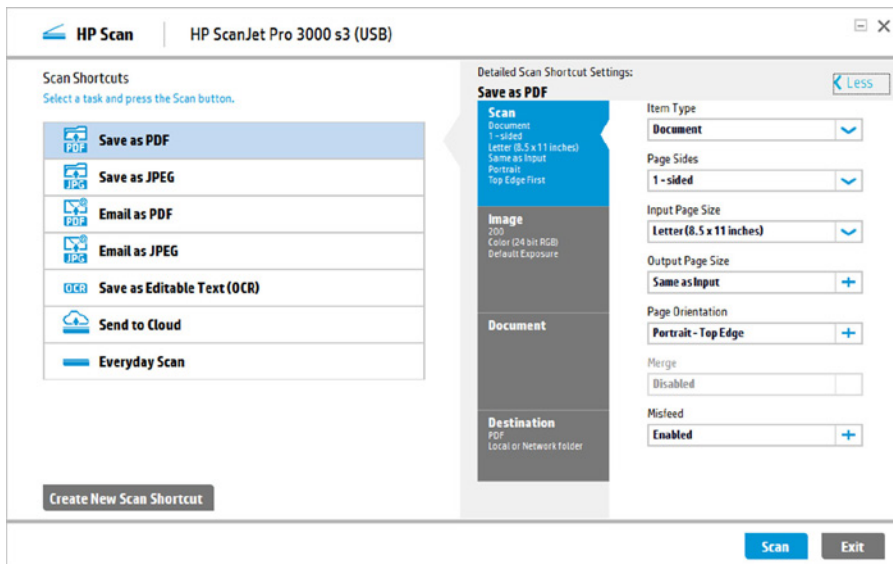 HP Scan
HP ScanJet Pro 3000 s3 (USB)
Scan Shortcuts
Select a task and press the Scan button.
PDF
Save as PDF
JPG
Save as JPEG
PDF
Email as PDF
JPG
Email as JPEG
OCR
Save as Editable Text (OCR)
Send to Cloud
Everyday Scan
Create New Scan Shortcut
Detailed Scan Shortcut Settings:
Save as PDF
Less
Scan
Document
1-sided
Letter (8.5 x 11 inches)
Same as Input
Portrait
Top Edge First
Image
200
Color (24 bit RGB)
Default Exposure
Document
Destination
PDF
Local or Network folder
Item Type
Document
Page Sides
1-sided
Input Page Size
Letter (8.5 x 11 inches)
Output Page Size
Same as Input
Page Orientation
Portrait - Top Edge
Merge
Disabled
Misfeed
Enabled
Scan
Exit